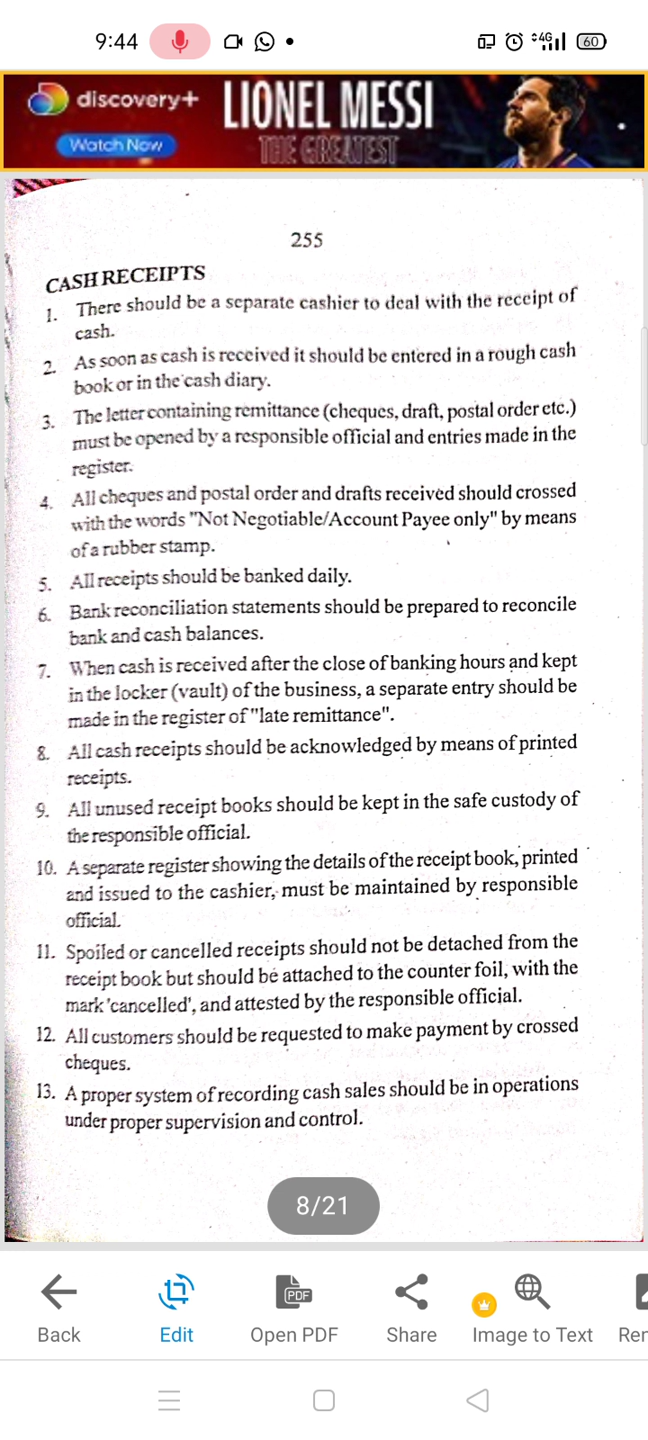 9:44
4G
60
discovery+
LIONEL MESSI
Watch Now
THE GREATEST
255
CASH RECEIPTS
1. There should be a separate cashier to deal with the receipt of
cash.
2. As soon as cash is received it should be entered in a rough cash
book or in the cash diary.
3. The letter containing remittance (cheques, draft, postal order etc.)
must be opened by a responsible official and entries made in the
register.
4. All cheques and postal order and drafts received should crossed
with the words "Not Negotiable/Account Payee only" by means
of a rubber stamp.
5. All receipts should be banked daily.
6. Bank reconciliation statements should be prepared to reconcile
bank and cash balances.
7. When cash is received after the close of banking hours and kept
in the locker (vault) of the business, a separate entry should be
made in the register of "late remittance".
8. All cash receipts should be acknowledged by means of printed
receipts.
9. All unused receipt books should be kept in the safe custody of
the responsible official.
10. A separate register showing the details of the receipt book, printed
and issued to the cashier, must be maintained by responsible
official.
11. Spoiled or cancelled receipts should not be detached from the
receipt book but should be attached to the counter foil, with the
mark 'cancelled', and attested by the responsible official.
12. All customers should be requested to make payment by crossed
cheques.
13. A proper system of recording cash sales should be in operations
under proper supervision and control.
8/21
PDF
Back Edit Open PDF Share Image to Text Rer